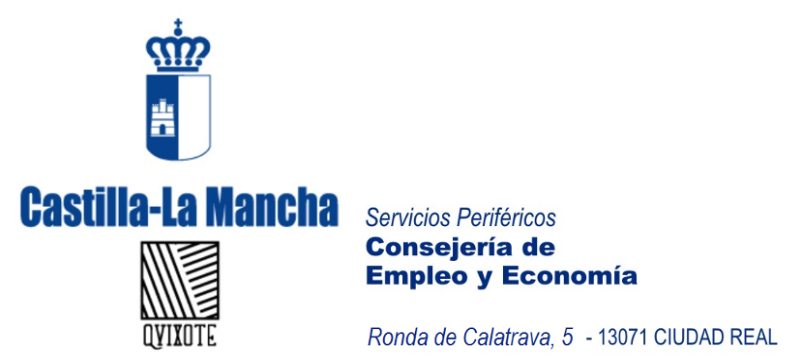 Castilla-La Mancha
QVIXOTE
Servicios Periféricos
Consejería de
Empleo y Economía
Ronda de Calatrava, 5 - 13071 CIUDAD REAL